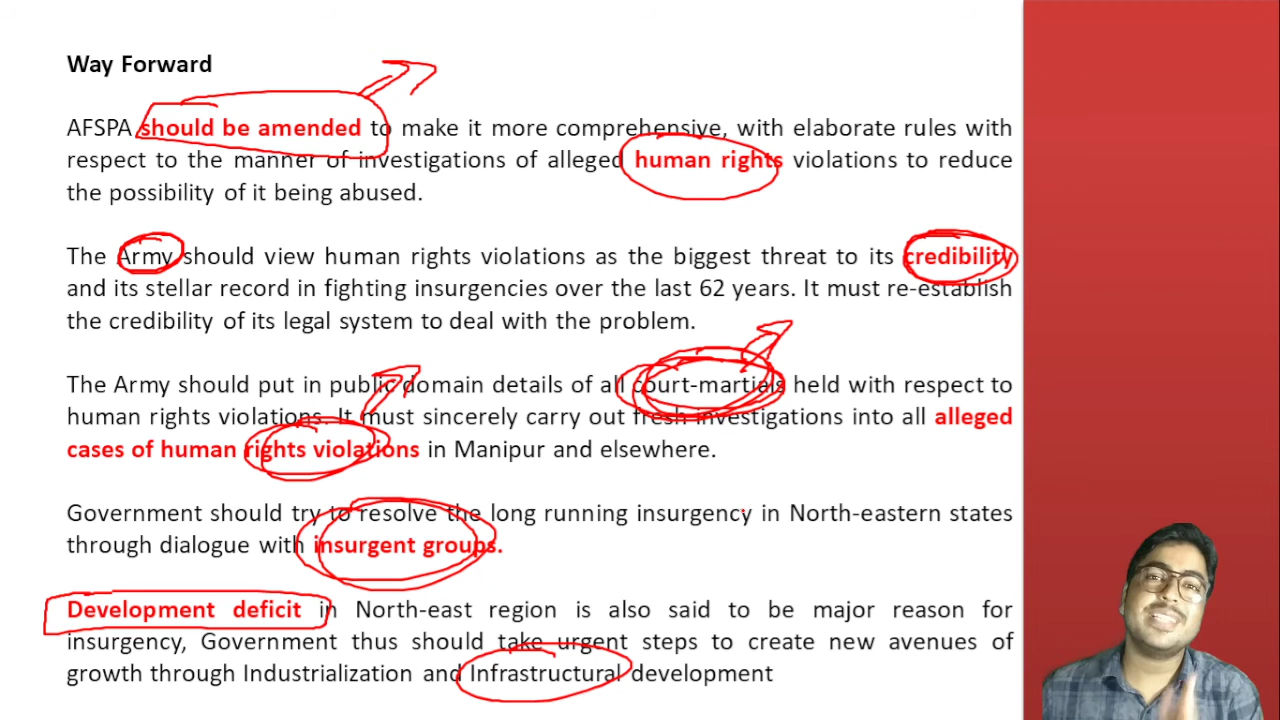 Way Forward
AFSPA should be amended to make it more comprehensive, with elaborate rules with
respect to the manner of investigations of alleged human rights violations to reduce
the possibility of it being abused.
The Army should view human rights violations as the biggest threat to its credibility
and its stellar record in fighting insurgencies over the last 62 years. It must re-establish
the credibility of its legal system to deal with the problem.
The Army should put in public domain details of all court-martials held with respect to
human rights violations. It must sincerely carry out fresh investigations into all alleged
cases of human rights violations in Manipur and elsewhere.
Government should try to resolve the long running insurgency in North-eastern states
through dialogue with insurgent groups.
Development deficit in North-east region is also said to be major reason for
insurgency, Government thus should take urgent steps to create new avenues of
growth through Industrialization and Infrastructural development